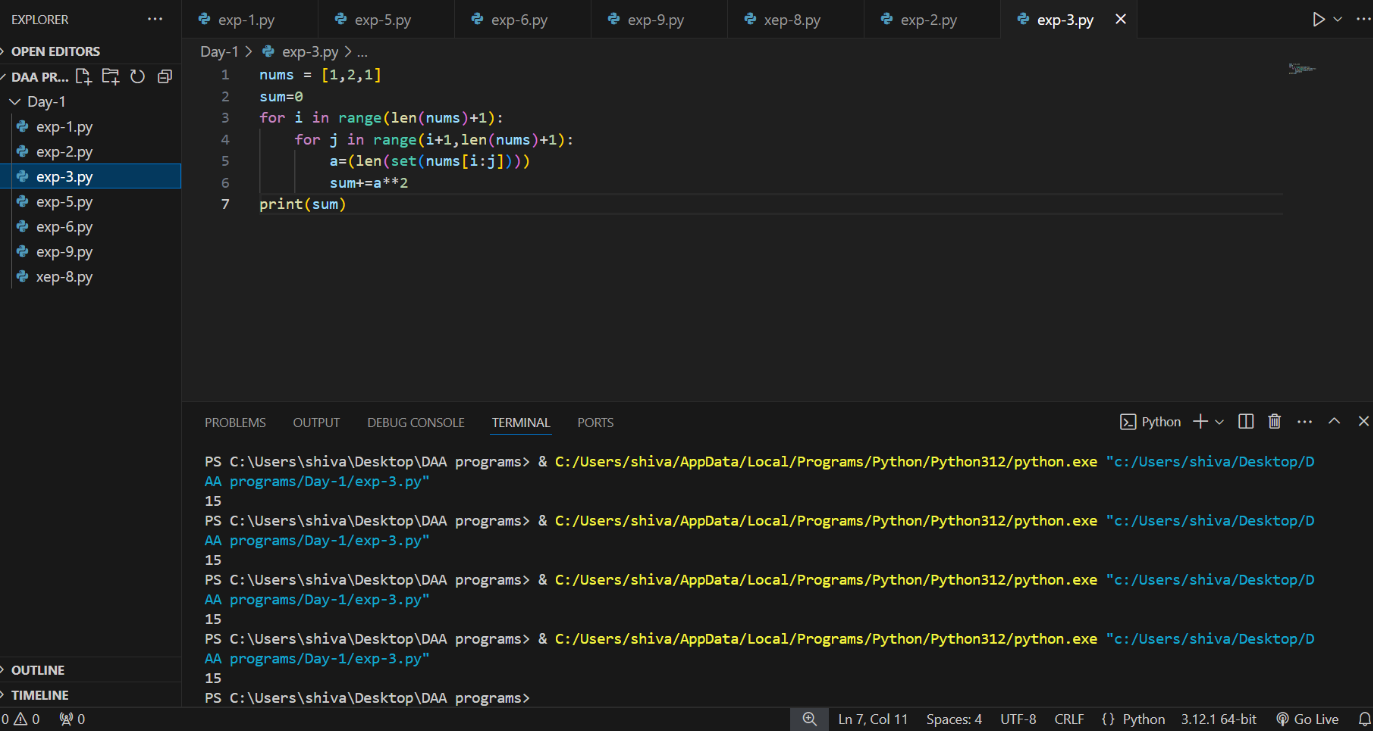 EXPLORER
OPEN EDITORS
DAA PR...
Day-1
exp-1.py
exp-2.py
exp-3.py
exp-5.py
exp-6.py
exp-9.py
xep-8.py
OUTLINE
TIMELINE
exp-1.py exp-5.py exp-6.py exp-9.py xep-8.py exp-2.py exp-3.py
Day-1 > exp-3.py > ...
1 nums = [1,2,1]
2 sum=0
3 for i in range(len(nums)+1):
4     for j in range(i+1,len(nums)+1):
5         a=(len(set(nums[i:j])))
6         sum+=a**2
7 print(sum)
PROBLEMS OUTPUT DEBUG CONSOLE TERMINAL PORTS Python
PS C:\Users\shiva\Desktop\DAA programs> & C:/Users/shiva/AppData/Local/Programs/Python/Python312/python.exe "c:/Users/shiva/Desktop/D
AA programs/Day-1/exp-3.py"
15
PS C:\Users\shiva\Desktop\DAA programs> & C:/Users/shiva/AppData/Local/Programs/Python/Python312/python.exe "c:/Users/shiva/Desktop/D
AA programs/Day-1/exp-3.py"
15
PS C:\Users\shiva\Desktop\DAA programs> & C:/Users/shiva/AppData/Local/Programs/Python/Python312/python.exe "c:/Users/shiva/Desktop/D
AA programs/Day-1/exp-3.py"
15
PS C:\Users\shiva\Desktop\DAA programs> & C:/Users/shiva/AppData/Local/Programs/Python/Python312/python.exe "c:/Users/shiva/Desktop/D
AA programs/Day-1/exp-3.py"
15
PS C:\Users\shiva\Desktop\DAA programs>
0 0 0 Ln 7, Col 11 Spaces: 4 UTF-8 CRLF {} Python 3.12.1 64-bit Go Live